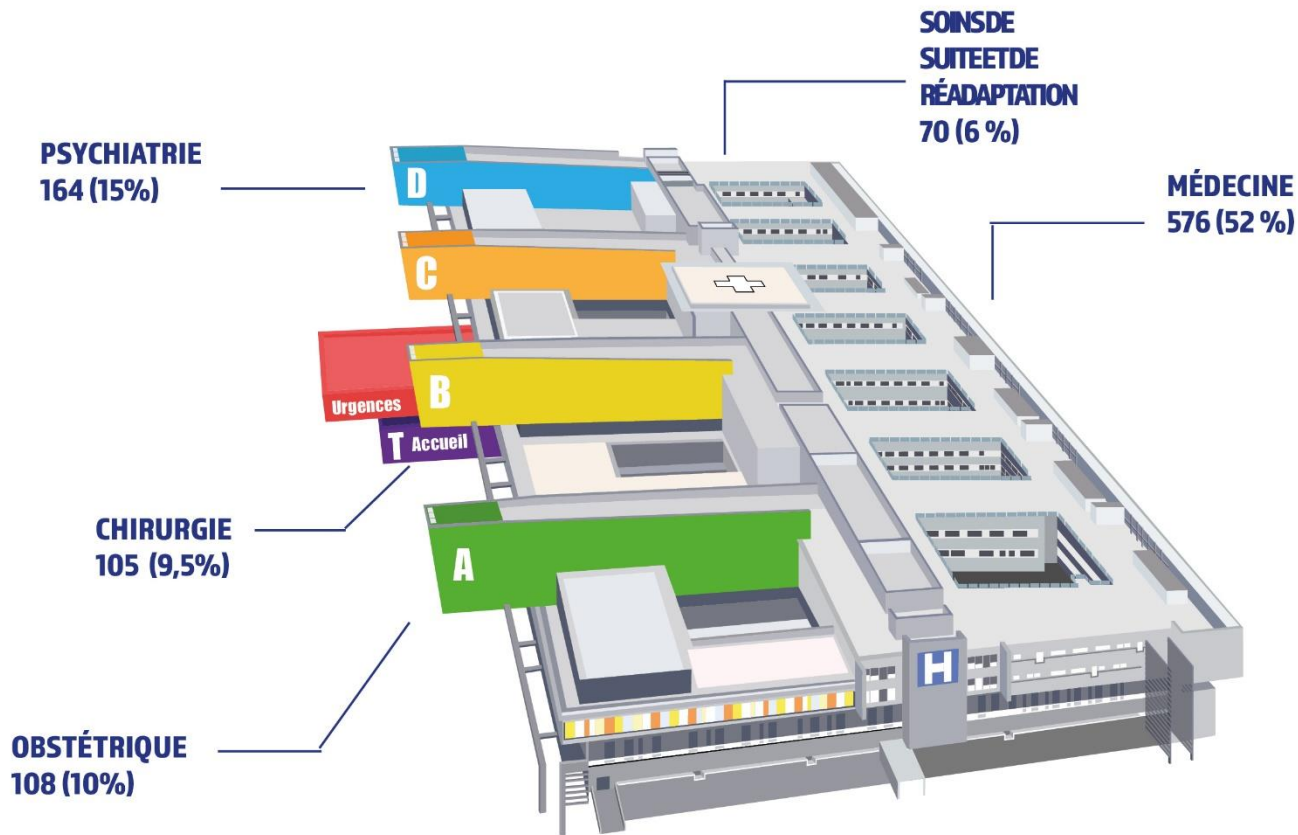 SOINSDE
SUITEETDE
RÉADAPTATION
70 (6 %)
PSYCHIATRIE
164 (15%)
MÉDECINE
576 (52 %)
D
C
B
Urgences
T Accueil
CHIRURGIE
105 (9,5%)
A
H
OBSTÉTRIQUE
108 (10%)